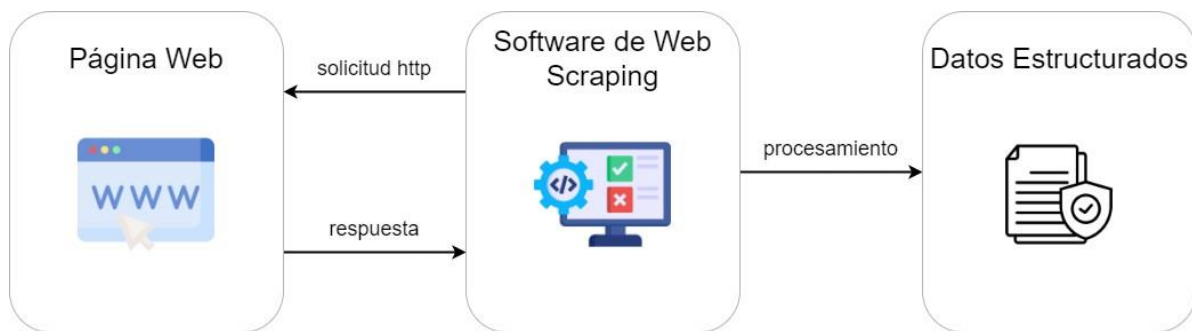 Página Web
solicitud http
WWW
respuesta
Software de Web
Scraping
</>
procesamiento
Datos Estructurados